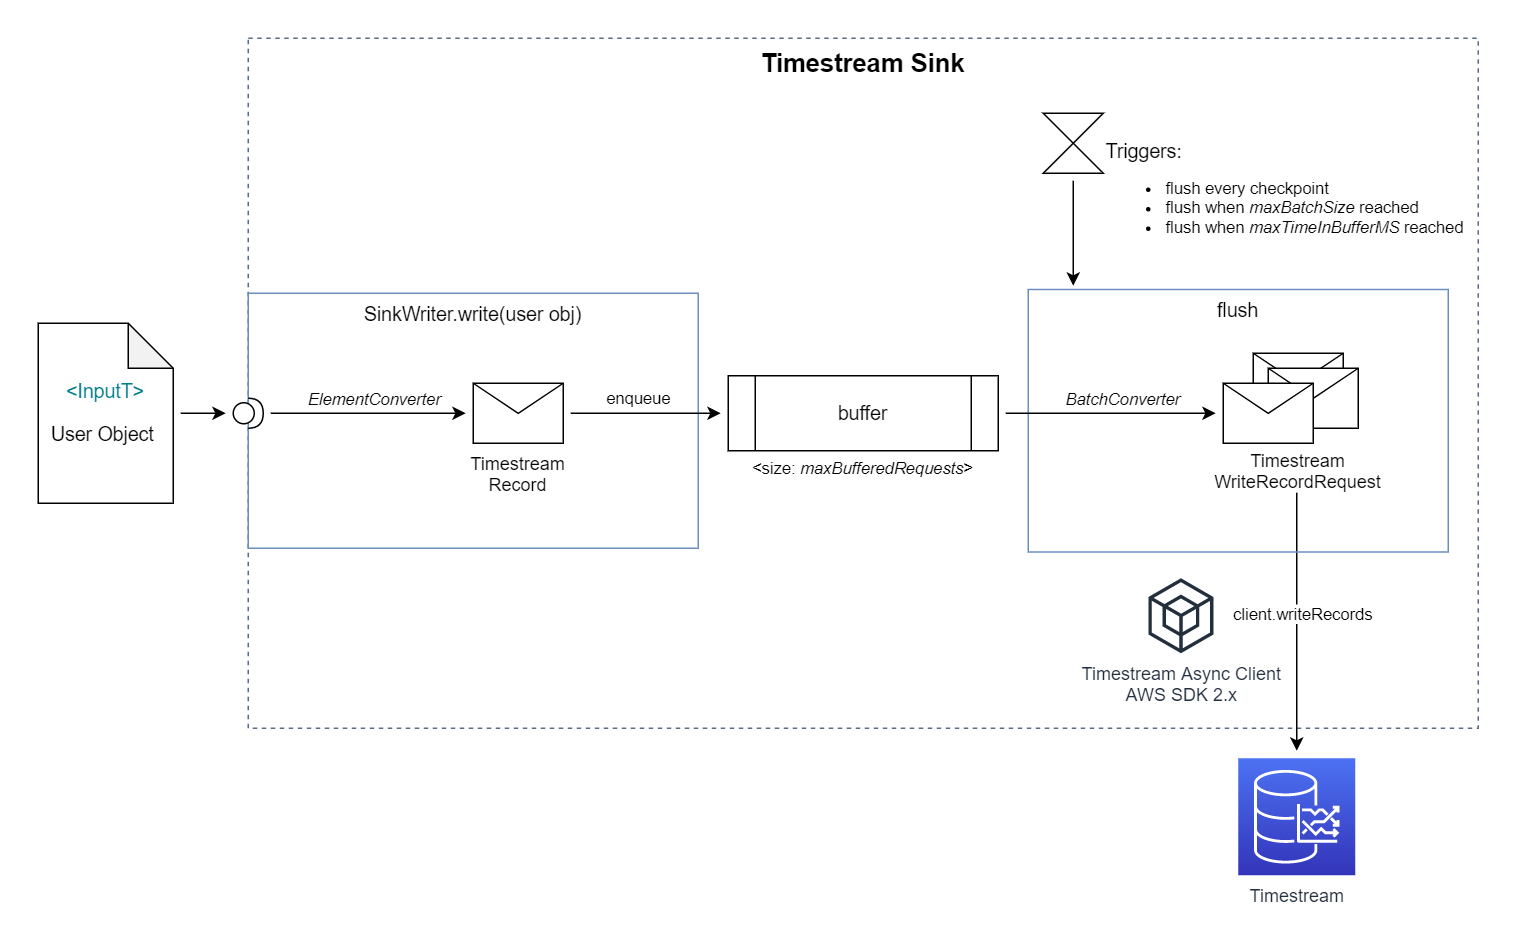 Timestream Sink
Triggers:
flush every checkpoint
flush when maxBatchSize reached
flush when maxTimeInBufferMS reached
<InputT>
User Object
SinkWriter.write(user obj)
ElementConverter
Timestream
Record
enqueue
buffer
<size: maxBufferedRequests>
flush
BatchConverter
Timestream
WriteRecordRequest
client.writeRecords
Timestream Async Client
AWS SDK 2.x
Timestream